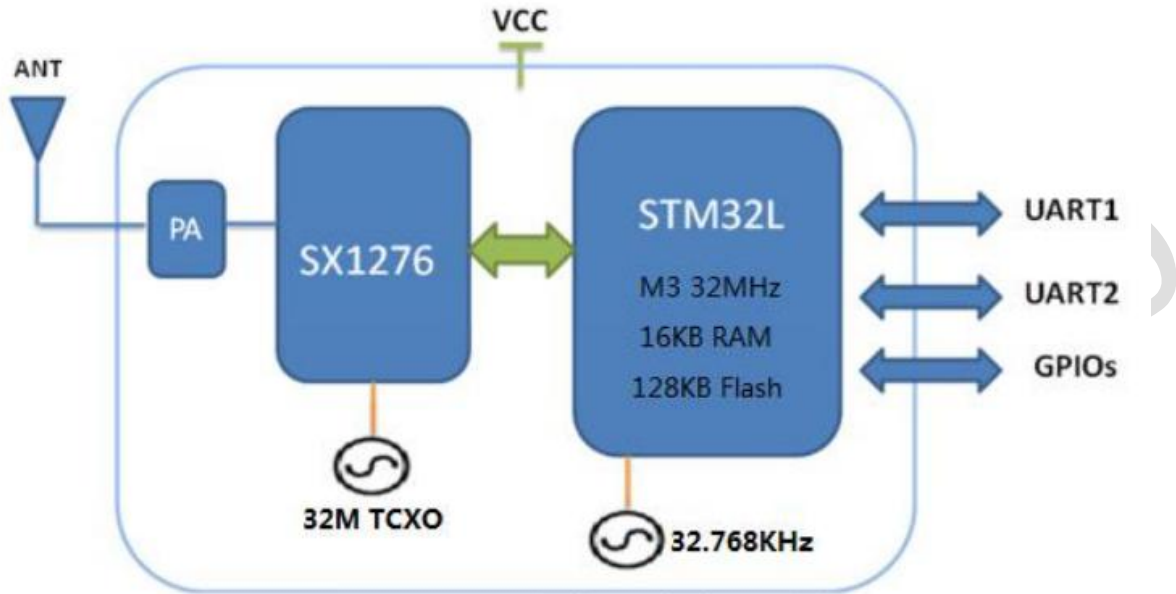 VCC
ANT
PA
SX1276
STM32L
M3 32MHz
16KB RAM
128KB Flash
UART1
UART2
GPIOs
32M TCXO
32.768KHz